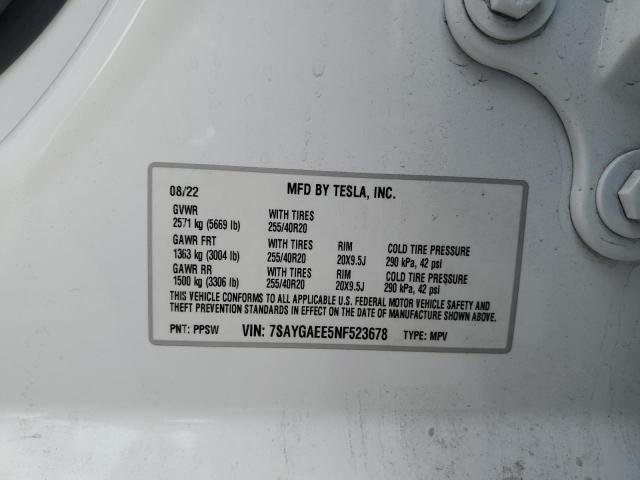 08/22 MFD BY TESLA, INC.
GVWR WITH TIRES
2571 kg (5669 lb) 255/40R20
GAWR FRT WITH TIRES RIM COLD TIRE PRESSURE
1363 kg (3004 lb) 255/40R20 20X9.5J 290 kPa, 42 psi
GAWR RR WITH TIRES RIM COLD TIRE PRESSURE
1500 kg (3306 lb) 255/40R20 20X9.5J 290 kPa, 42 psi
THIS VEHICLE CONFORMS TO ALL APPLICABLE U.S. FEDERAL MOTOR VEHICLE SAFETY AND
THEFT PREVENTION STANDARDS IN EFFECT ON THE DATE OF MANUFACTURE SHOWN ABOVE.
PNT: PPSW VIN: 7SAYGAEE5NF523678 TYPE: MPV